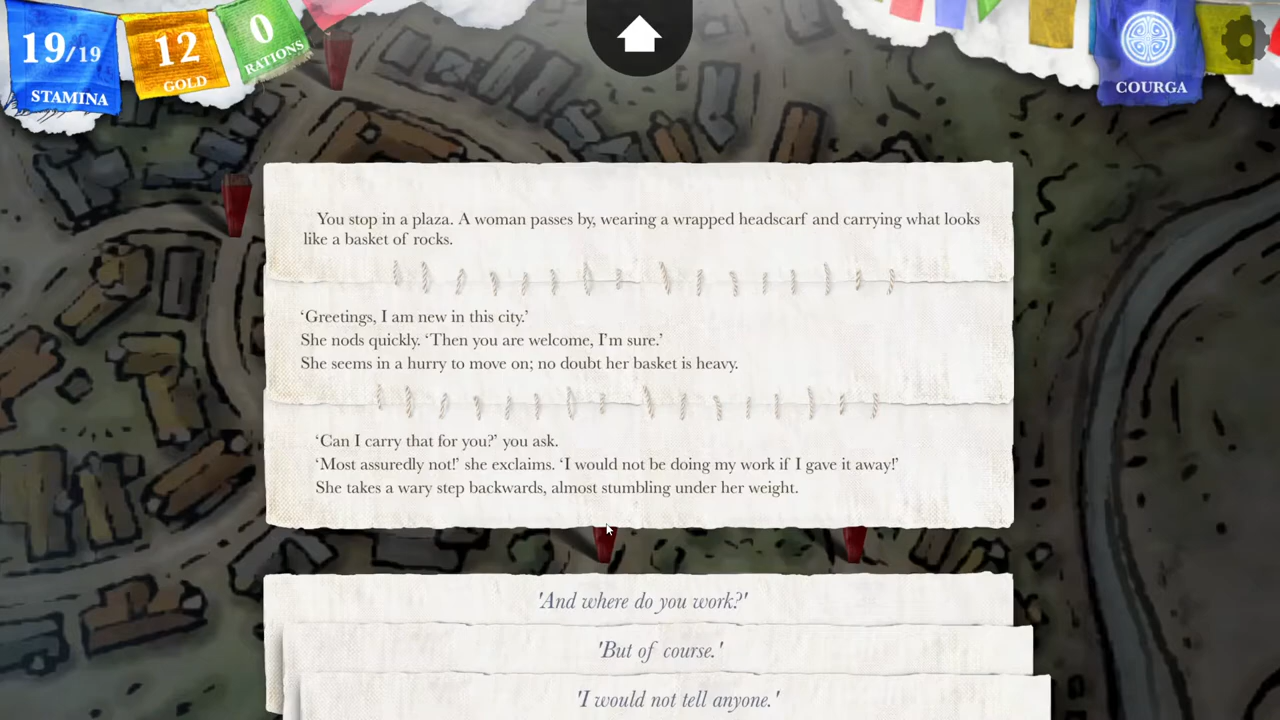 19/19
STAMINA
12
GOLD
0
RATIONS
COURGA
You stop in a plaza. A woman passes by, wearing a wrapped headscarf and carrying what looks
like a basket of rocks.
‘Greetings, I am new in this city.’
She nods quickly. ‘Then you are welcome, I’m sure.’
She seems in a hurry to move on; no doubt her basket is heavy.
‘Can I carry that for you?’ you ask.
‘Most assuredly not!’ she exclaims. ‘I would not be doing my work if I gave it away!’
She takes a wary step backwards, almost stumbling under her weight.
'And where do you work?'
'But of course.'
'I would not tell anyone.'